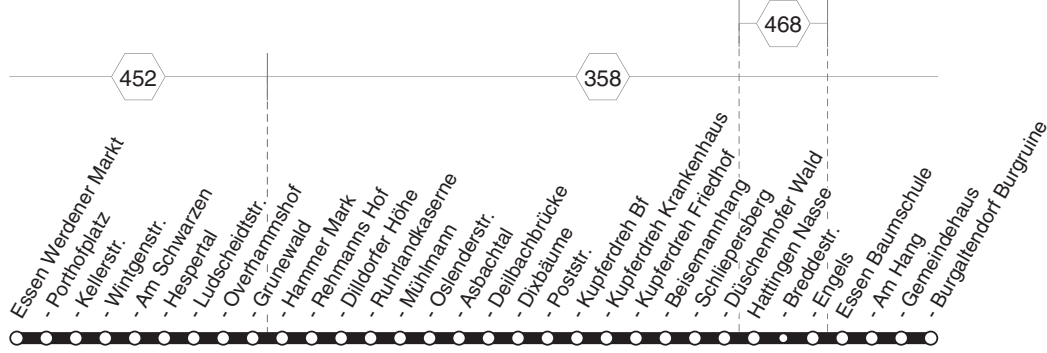 468
452
358
Essen Werdener Markt
- Porthofplatz
- Kellerstr.
- Wintgenstr.
- Am Schwarzen
- Hespertal
- Ludscheidtstr.
- Overhammshof
- Grunewald
- Hammer Mark
- Rehmanns Hof
- Dilldorfer Höhe
- Ruhrlandkaserne
- Mühlmann
- Oslenderstr.
- Asbachtal
- Deilbachbrücke
- Dixbäume
- Poststr.
- Kupferdreh Bf
- Kupferdreh Krankenhaus
- Kupferdreh Friedhof
- Beisemannhang
- Schliepersberg
- Düschenhofer Wald
Hattingen Nasse
- Breddestr.
- Engels
Essen Baumschule
- Am Hang
- Gemeindehaus
- Burgaltendorf Burgruine